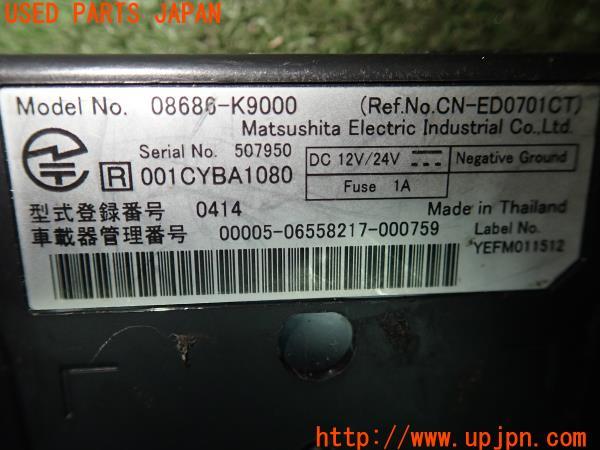 USED PARTS JAPAN
Model No. 08686-K9000 (Ref.No.CN-ED0701CT)
Matsushita Electric Industrial Co.,Ltd.
Serial No. 507950
DC 12V/24V Negative Ground
R 001CYBA1080
Fuse 1A
型式登録番号 0414 Made in Thailand
車載器管理番号 00005-06558217-000759 Label No.
YEFM011512
http://www.upjpn.com/